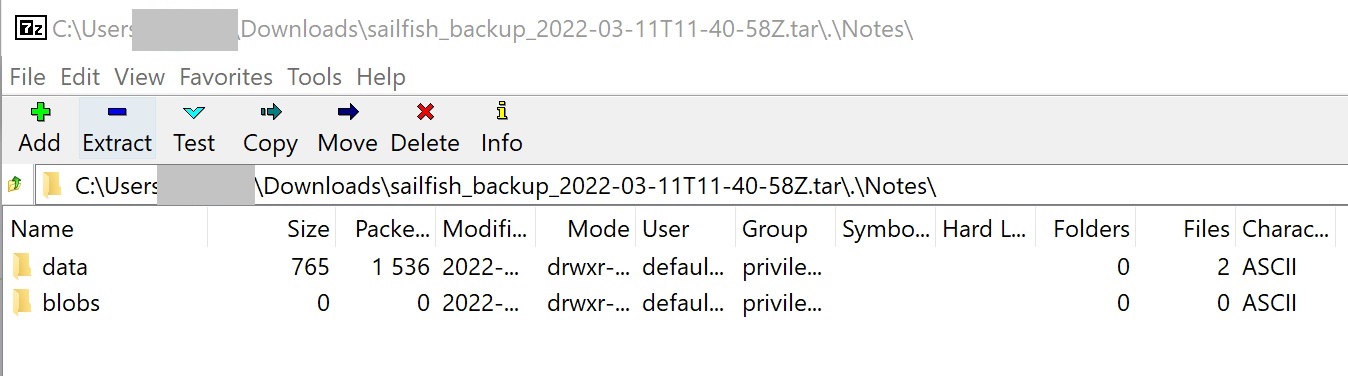 7z C:\Users \Downloads\sailfish_backup_2022-03-11T11-40-58Z.tar\.\Notes\
File Edit View Favorites Tools Help
Add Extract Test Copy Move Delete Info
C:\Users \Downloads\sailfish_backup_2022-03-11T11-40-58Z.tar\.\Notes\
Name Size Packe... Modifi... Mode User Group Symbo... Hard L... Folders Files Charac...
data 765 1 536 2022-... drwxr-... defaul... privile... 0 2 ASCII
blobs 0 0 2022-... drwxr-... defaul... privile... 0 0 ASCII